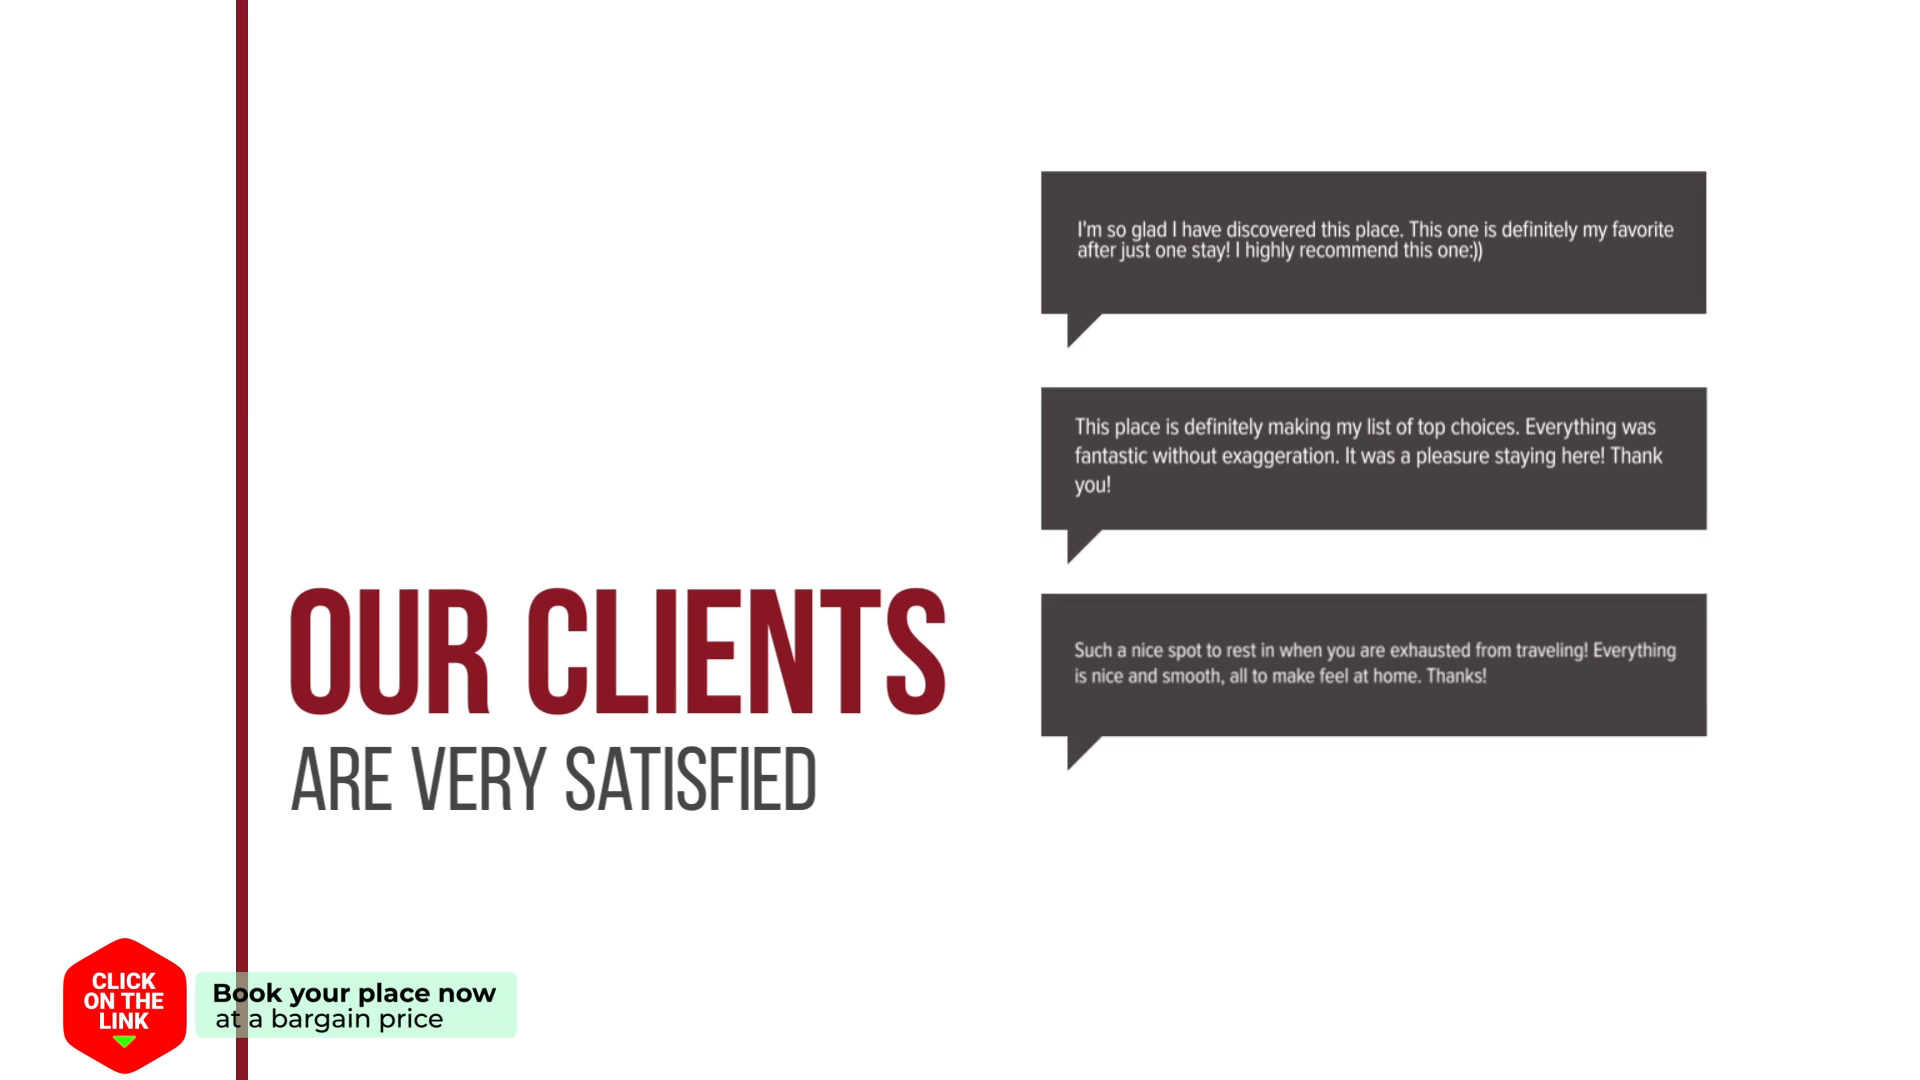 I'm so glad I have discovered this place. This one is definitely my favorite
after just one stay! I highly recommend this one:))
This place is definitely making my list of top choices. Everything was
fantastic without exaggeration. It was a pleasure staying here! Thank
you!
Such a nice spot to rest in when you are exhausted from traveling! Everything
is nice and smooth, all to make feel at home. Thanks!
OUR CLIENTS
ARE VERY SATISFIED
CLICK
ON THE
LINK
Book your place now
at a bargain price